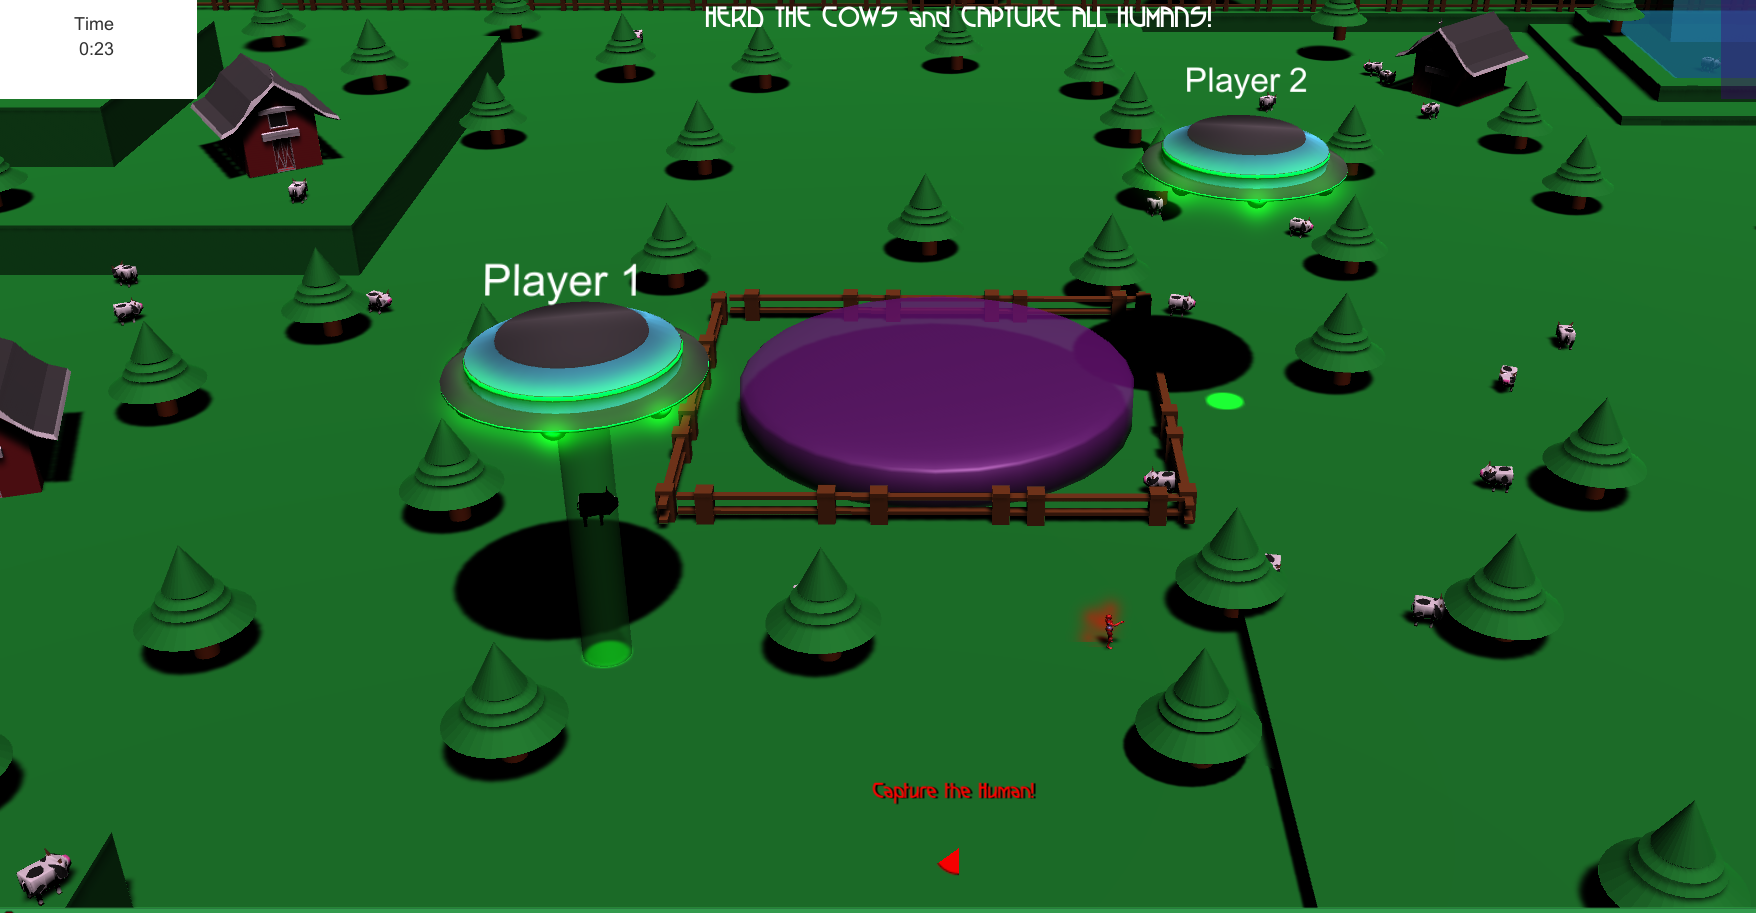 Time
0:23
HERD THE COWS and CAPTURE ALL HUMANS!
Player 2
Player 1
Capture the Human!